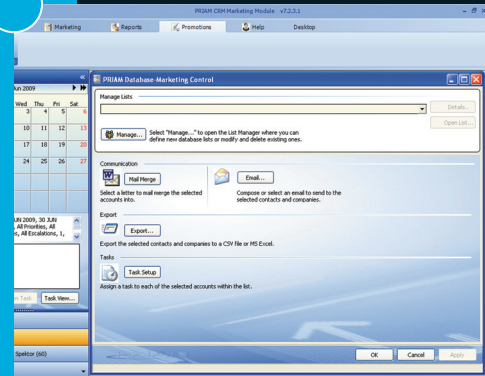 PRIAM CRM Marketing Module v7.2.3.1
Marketing Reports Promotions Help Desktop
Jun 2009
Wed Thu Fri Sat
3 4 5 6
10 11 12 13
17 18 19 20
24 25 26 27
JUN 2009, 30 JUN
, All Priorities, All
s, All Escalations, 1,
Task View...
Spektor (60)
PRIAM Database-Marketing Control
Manage Lists
Details...
Open List...
Manage...
Select "Manage..." to open the List Manager where you can
define new database lists or modify and delete existing ones.
Communication
Mail Merge
Select a letter to mail merge the selected
accounts into.
Email...
Compose or select an email to send to the
selected contacts and companies.
Export
Export...
Export the selected contacts and companies to a CSV file or MS Excel.
Tasks
Task Setup
Assign a task to each of the selected accounts within the list.
OK Cancel Apply